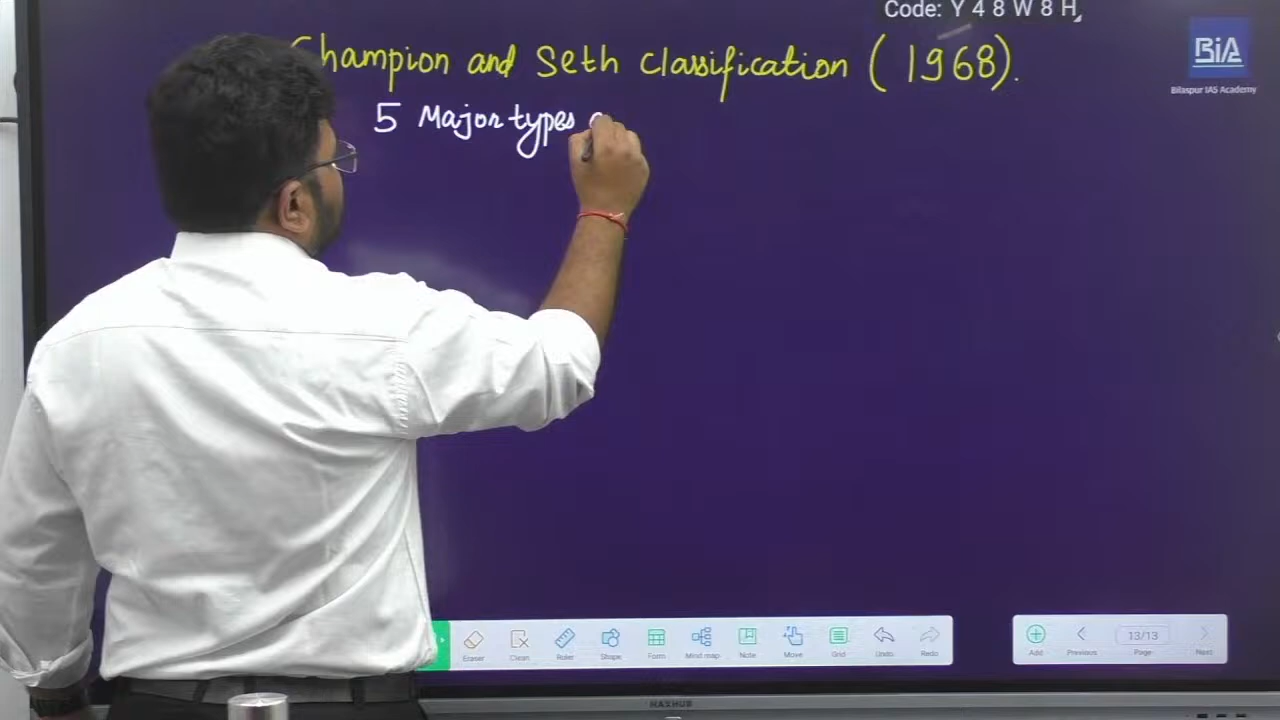 Code: Y 4 8 W 8 H
Champion and Seth Classification (1968).
BiA
Bilaspur IAS Academy
5 Major types
Eraser Clean Ruler Shape Form Mind map Note Move Grid Undo Redo
Add Previous 13/13 Page Next
MAXHUB